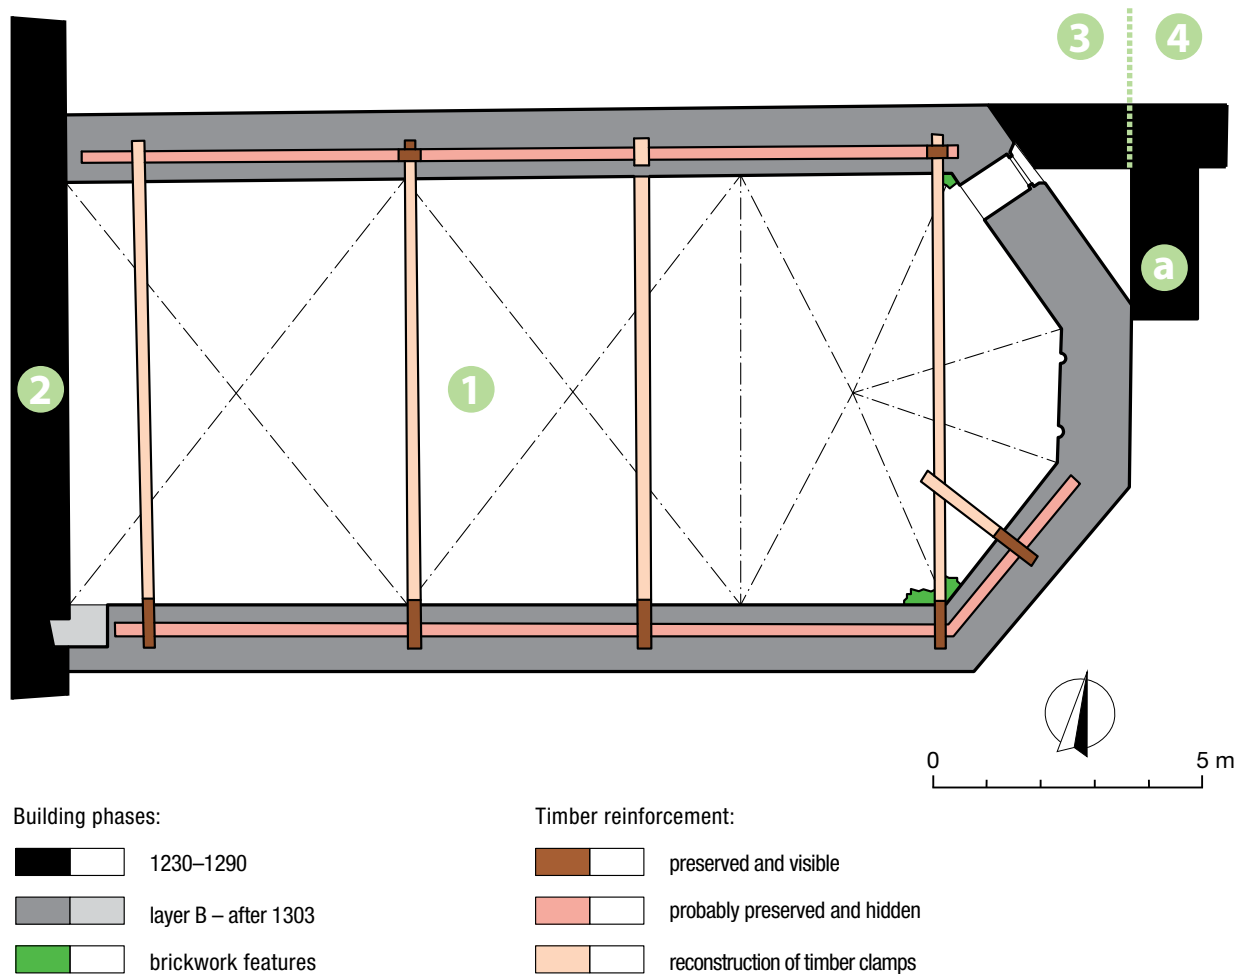 3 4
a
2 1
0 5 m
Building phases:
1230–1290
layer B – after 1303
brickwork features
Timber reinforcement:
preserved and visible
probably preserved and hidden
reconstruction of timber clamps